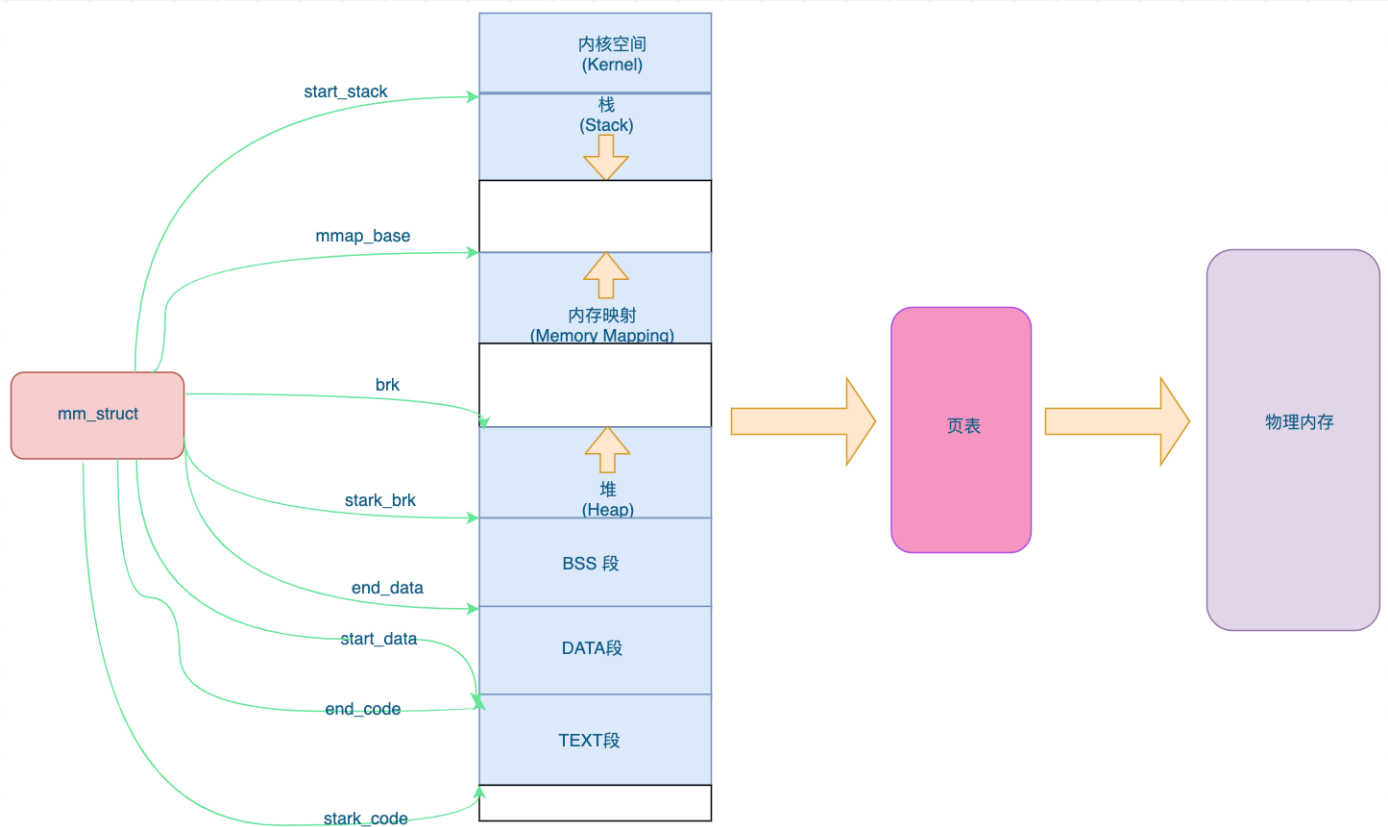 内核空间
(Kernel)
start_stack
栈
(Stack)
mmap_base
内存映射
(Memory Mapping)
brk
mm_struct
页表
物理内存
堆
(Heap)
stark_brk
BSS 段
end_data
start_data
DATA段
end_code
TEXT段
stark_code